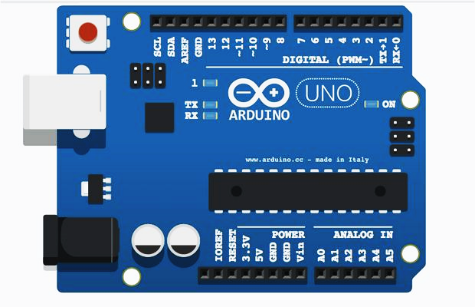 SCL
SDA
AREF
GND
13
12
~11
~10
~9
8
7
6
5
4
3
2
TX▸1
RX◂0
DIGITAL (PWM~)
1
TX
RX
ARDUINO
UNO
ON
www.arduino.cc - made in Italy
POWER
ANALOG IN
IOREF
RESET
3.3V
5V
GND
GND
Vin
A0
A1
A2
A3
A4
A5